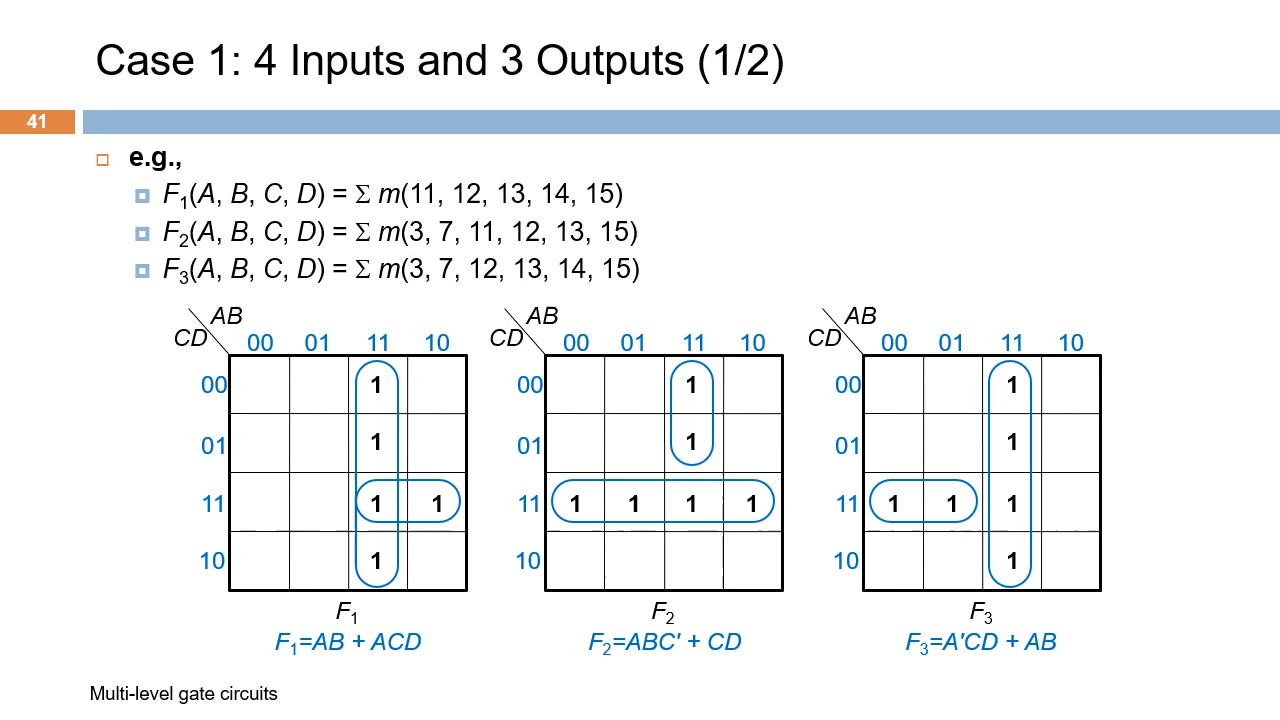 Case 1: 4 Inputs and 3 Outputs (1/2)
41
e.g.,
F₁(A, B, C, D) = Σ m(11, 12, 13, 14, 15)
F₂(A, B, C, D) = Σ m(3, 7, 11, 12, 13, 15)
F₃(A, B, C, D) = Σ m(3, 7, 12, 13, 14, 15)
AB AB AB
CD CD CD
00 01 11 10 00 01 11 10 00 01 11 10
00 1 00 1 00 1
01 1 01 1 01 1
11 1 1 11 1 1 1 1 11 1 1 1
10 1 10 10 1
F₁ F₂ F₃
F₁=AB + ACD F₂=ABC' + CD F₃=A'CD + AB
Multi-level gate circuits